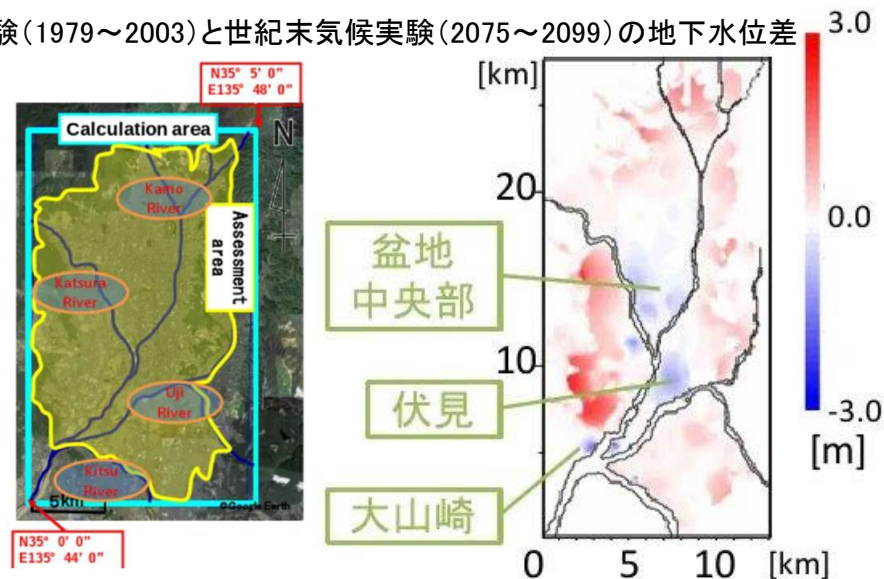 験(1979～2003)と世紀末気候実験(2075～2099)の地下水位差
N35° 5' 0"
E135° 48' 0"
Calculation area
N
Kamo
River
Assessment
area
Katsura
River
Uji
River
Kitsu
River
5km
©Google Earth
N35° 0' 0"
E135° 44' 0"
[km]
20
10
0
5
10
[km]
盆地
中央部
伏見
大山崎
3.0
0.0
-3.0
[m]